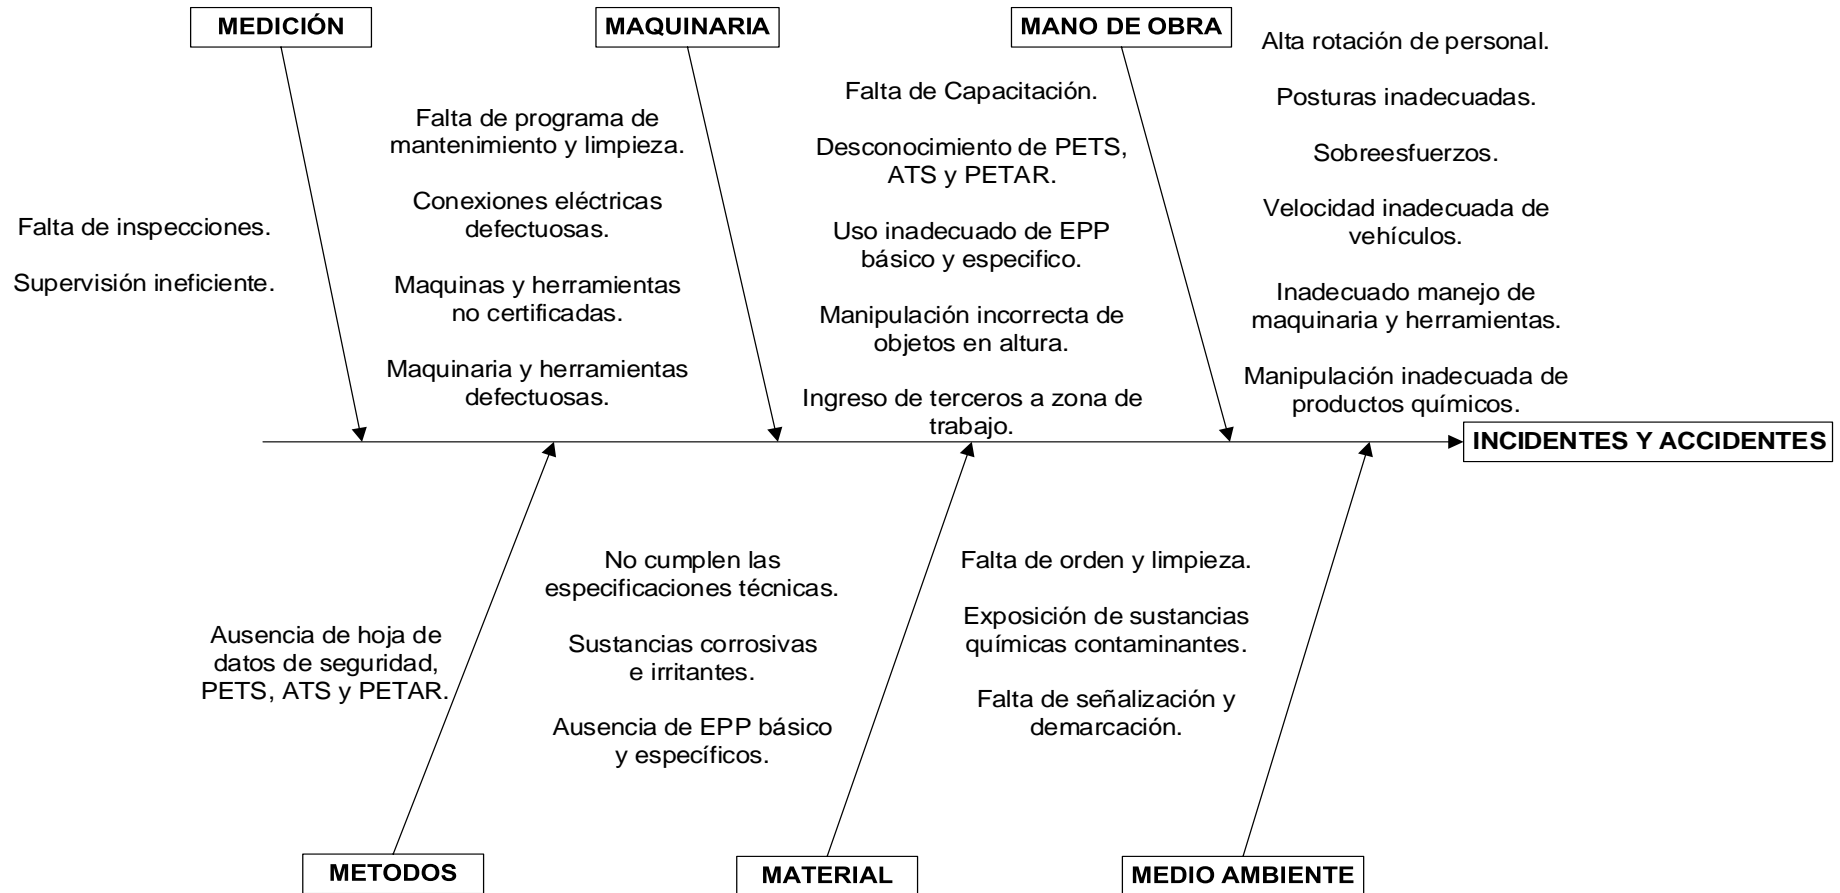 MEDICIÓN
MAQUINARIA
MANO DE OBRA
Falta de inspecciones.
Supervisión ineficiente.
Falta de programa de
mantenimiento y limpieza.
Conexiones eléctricas
defectuosas.
Maquinas y herramientas
no certificadas.
Maquinaria y herramientas
defectuosas.
Falta de Capacitación.
Desconocimiento de PETS,
ATS y PETAR.
Uso inadecuado de EPP
básico y especifico.
Manipulación incorrecta de
objetos en altura.
Ingreso de terceros a zona de
trabajo.
Alta rotación de personal.
Posturas inadecuadas.
Sobreesfuerzos.
Velocidad inadecuada de
vehículos.
Inadecuado manejo de
maquinaria y herramientas.
Manipulación inadecuada de
productos químicos.
INCIDENTES Y ACCIDENTES
Ausencia de hoja de
datos de seguridad,
PETS, ATS y PETAR.
No cumplen las
especificaciones técnicas.
Sustancias corrosivas
e irritantes.
Ausencia de EPP básico
y específicos.
Falta de orden y limpieza.
Exposición de sustancias
químicas contaminantes.
Falta de señalización y
demarcación.
METODOS
MATERIAL
MEDIO AMBIENTE